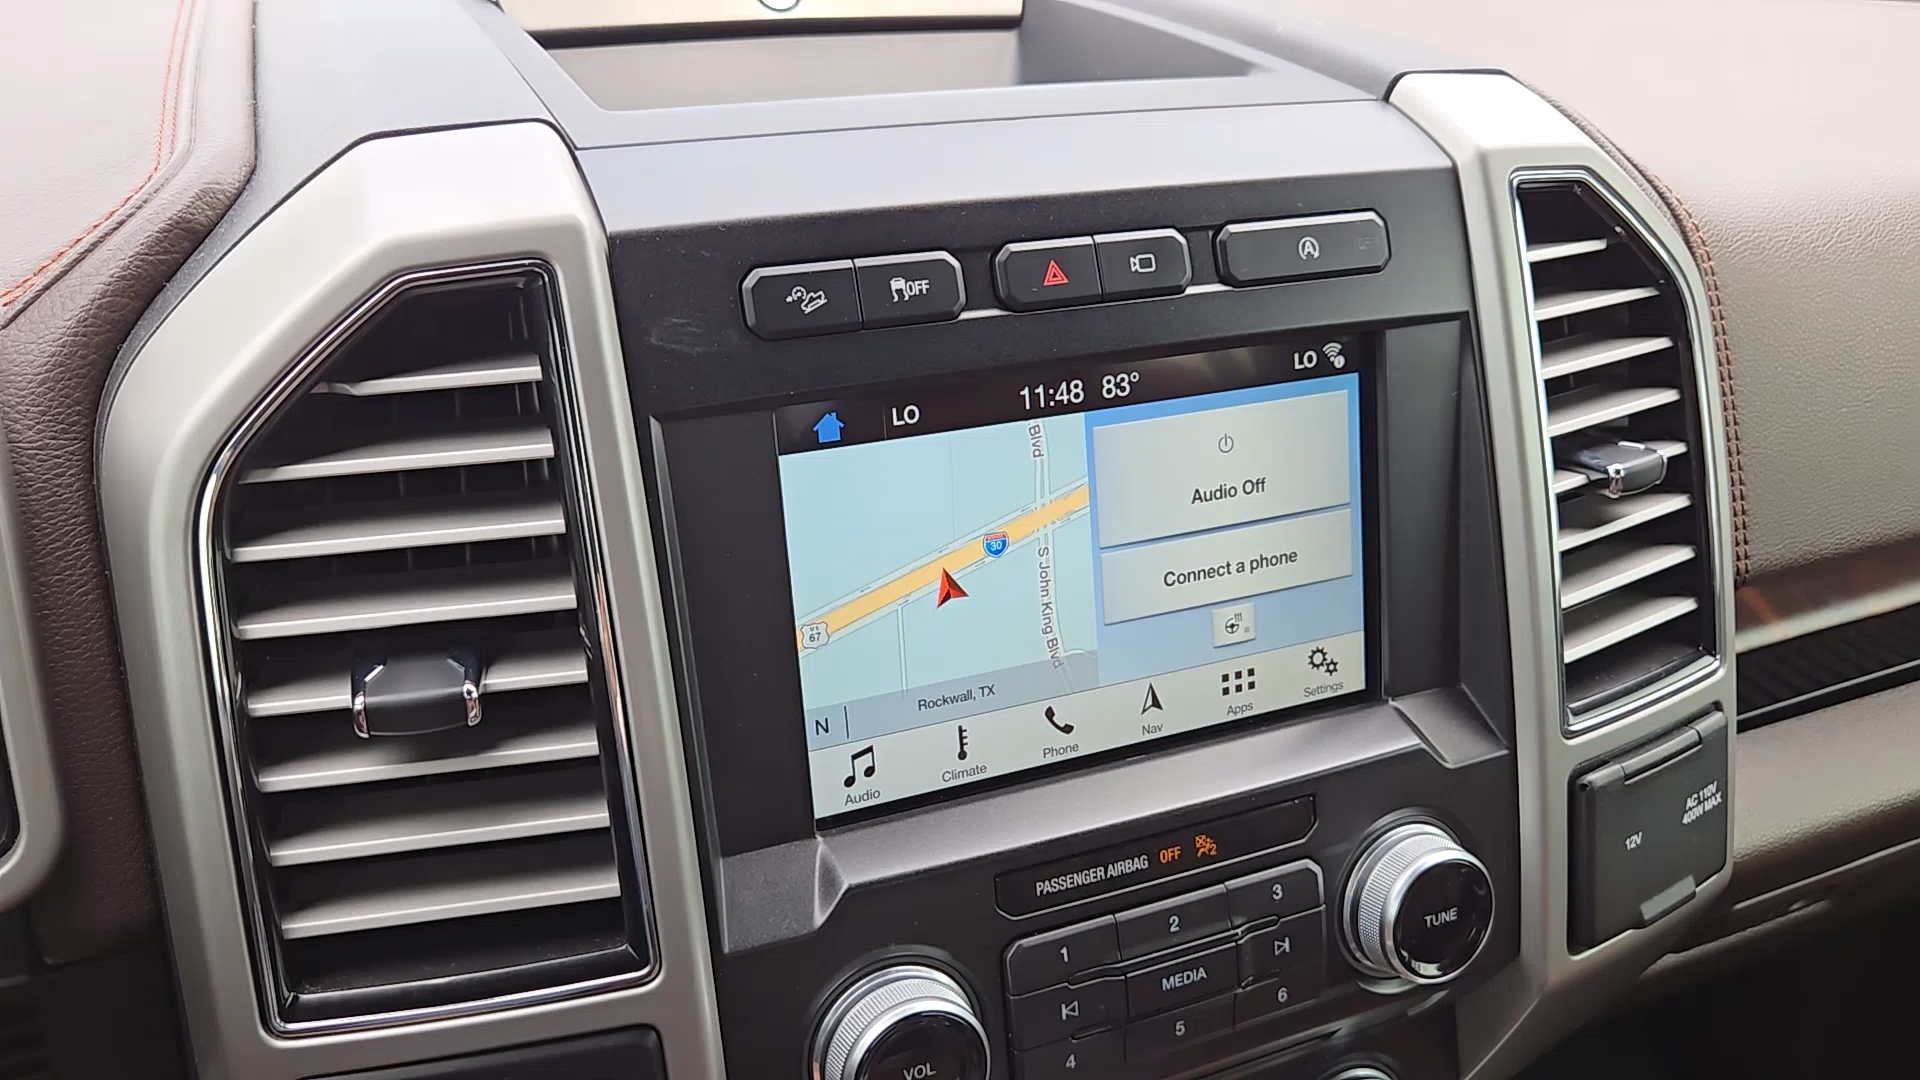 OFF
LO
11:48 83°
LO
Blvd
30
S John King Blvd
US
67
N
Rockwall, TX
Audio Off
Connect a phone
Audio
Climate
Phone
Nav
Apps
Settings
PASSENGER AIRBAG OFF 2
1
2
3
MEDIA
4
5
6
VOL
TUNE
12V
AC 110V
400W MAX